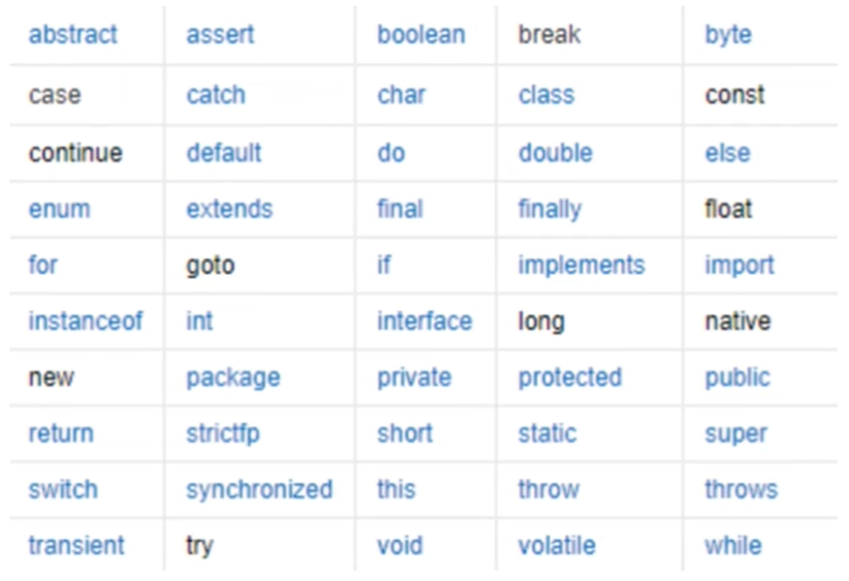 abstract assert boolean break byte
case catch char class const
continue default do double else
enum extends final finally float
for goto if implements import
instanceof int interface long native
new package private protected public
return strictfp short static super
switch synchronized this throw throws
transient try void volatile while